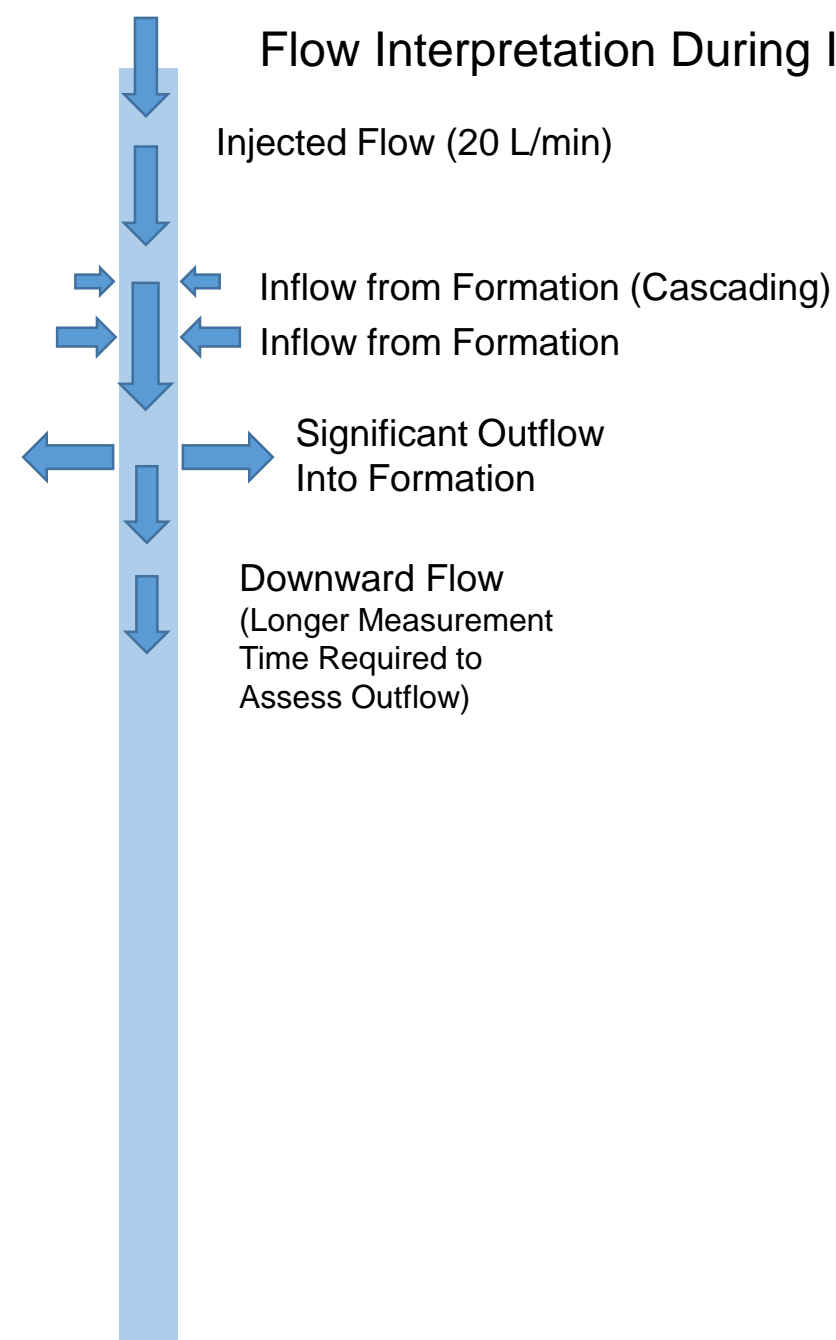 Flow Interpretation During I
Injected Flow (20 L/min)
Inflow from Formation (Cascading)
Inflow from Formation
Significant Outflow
Into Formation
Downward Flow
(Longer Measurement
Time Required to
Assess Outflow)